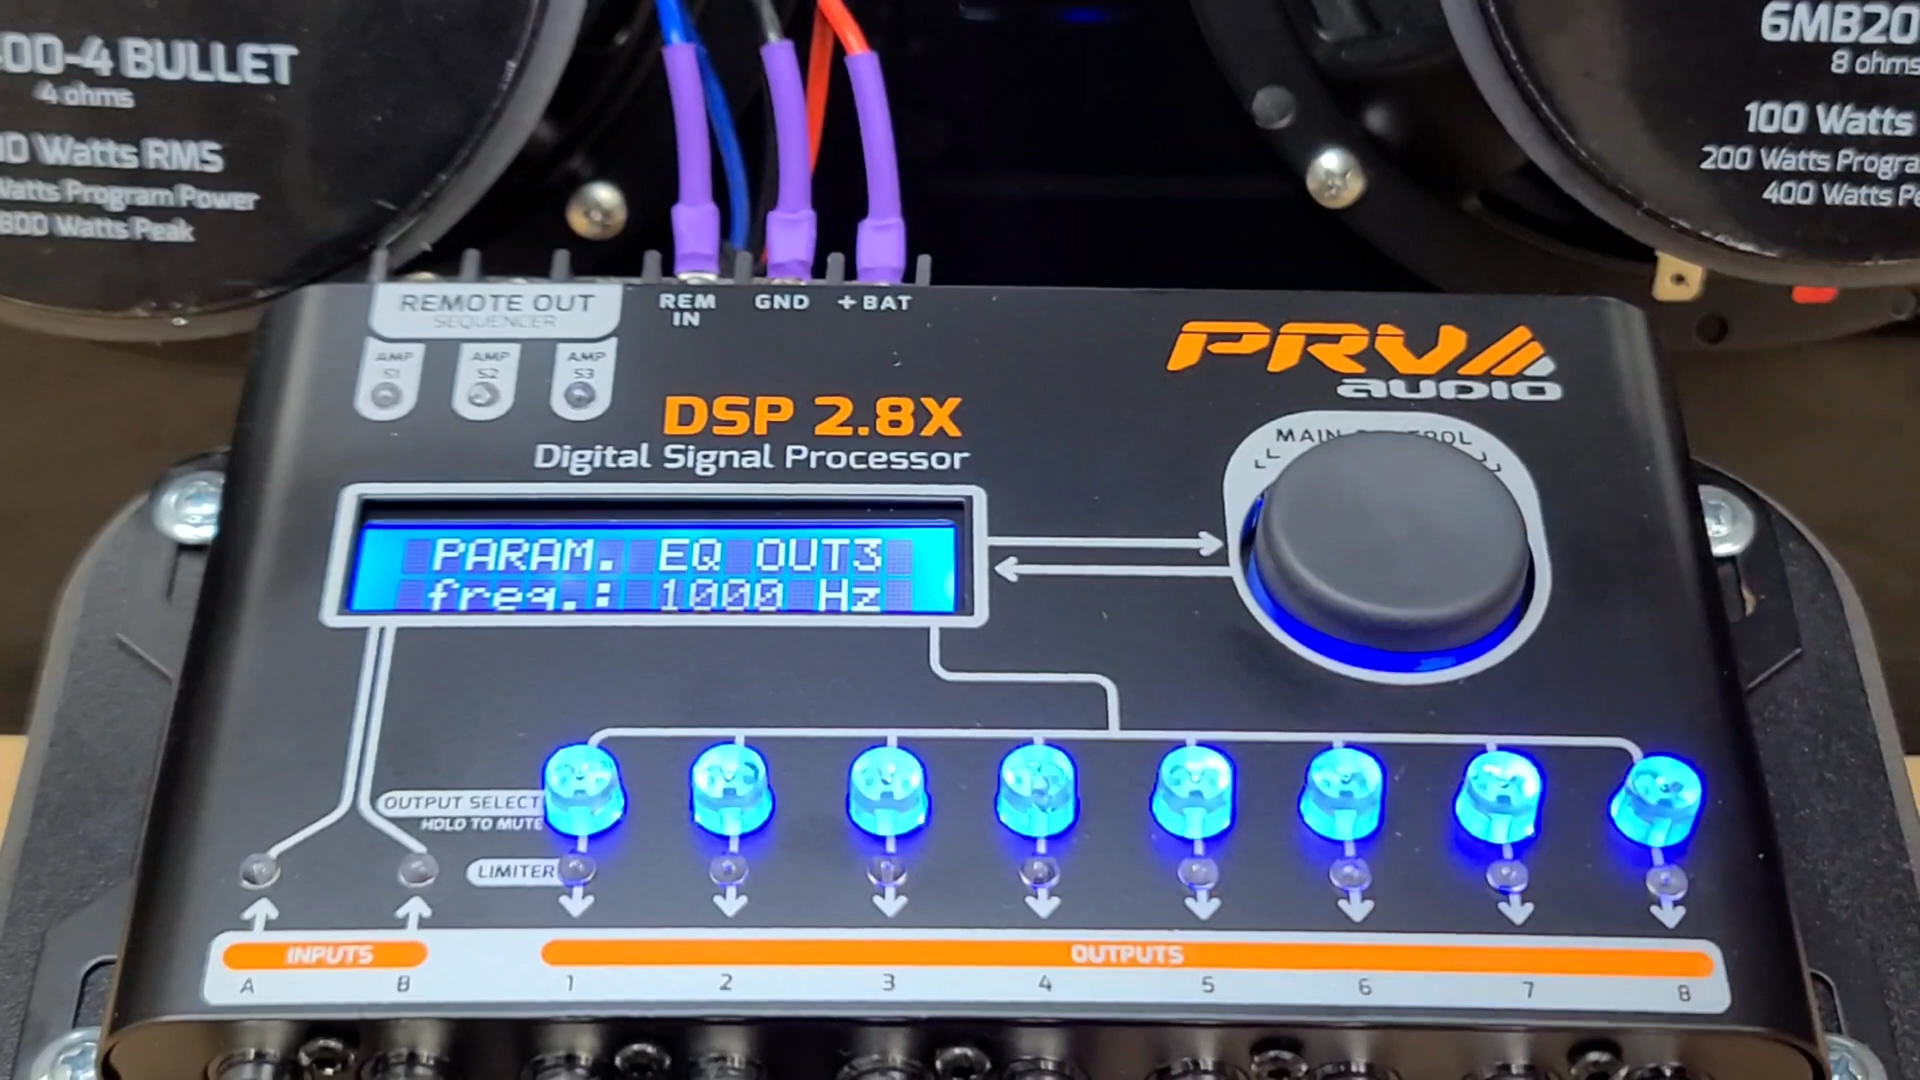 00-4 BULLET
4 ohms
0 Watts RMS
Watts Program Power
800 Watts Peak
6MB20
8 ohms
100 Watts
200 Watts Progra
400 Watts Pe
REMOTE OUT
SEQUENCER
REM IN
GND
+BAT
AMP S1
AMP S2
AMP S3
PRV
AUDIO
DSP 2.8X
Digital Signal Processor
MAIN
PARAM. EQ OUT3
freq.: 1000 Hz
OUTPUT SELECT
HOLD TO MUTE
LIMITER
INPUTS
OUTPUTS
A B 1 2 3 4 5 6 7 8